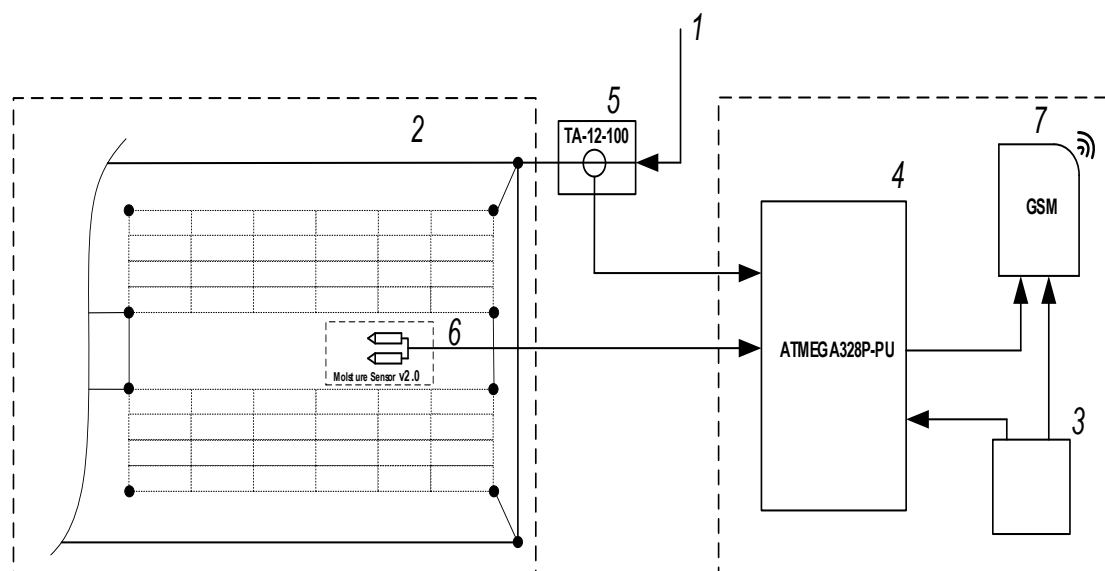 1
5
TA-12-100
2
7
4
GSM
6
ATMEGA328P-PU
Moisture Sensor v2.0
3